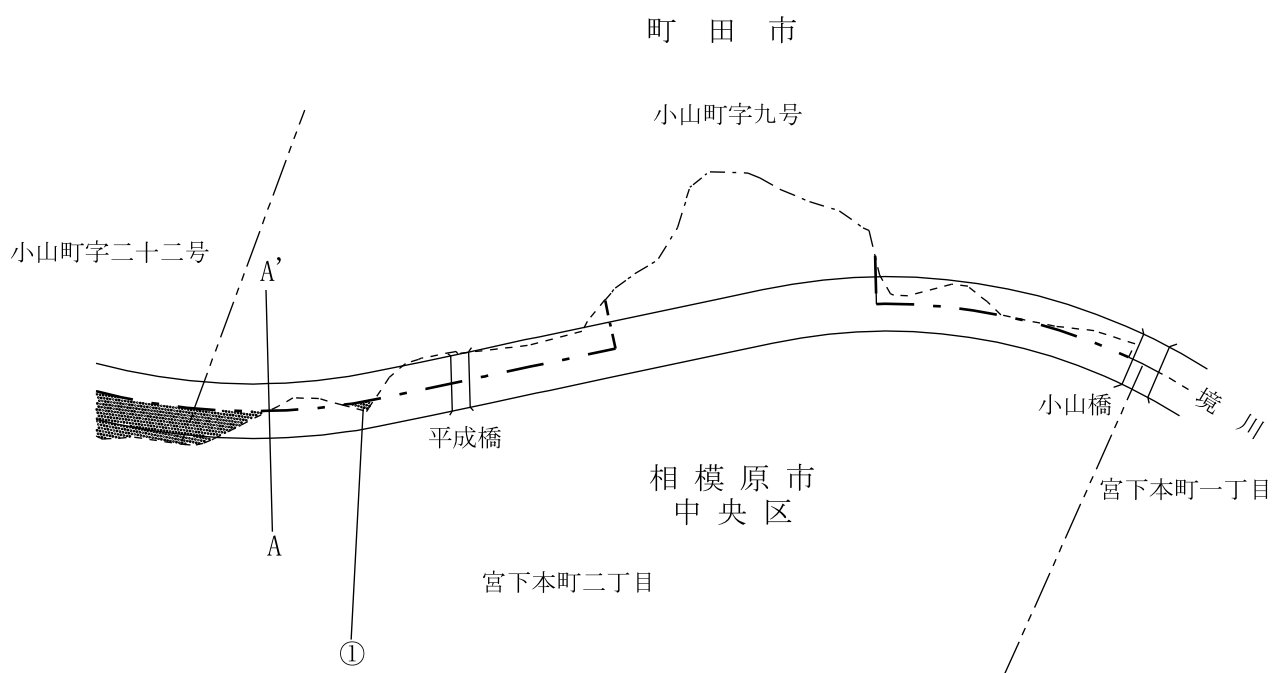 町田市
小山町字九号
小山町字二十二号
A'
小山橋
境川
平成橋
相模原市
中央区
宮下本町一丁目
A
宮下本町二丁目
①